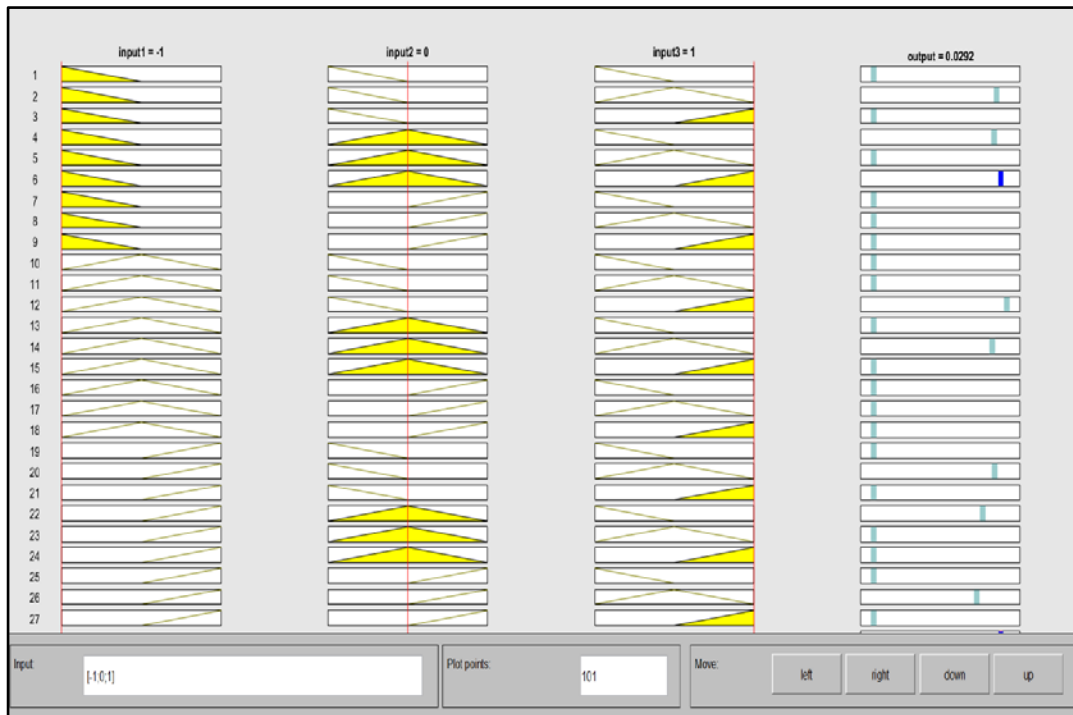 input1 = -1
input2 = 0
input3 = 1
output = 0.0292
1
2
3
4
5
6
7
8
9
10
11
12
13
14
15
16
17
18
19
20
21
22
23
24
25
26
27
Input:
[-1;0;1]
Plot points:
101
Move:
left
right
down
up